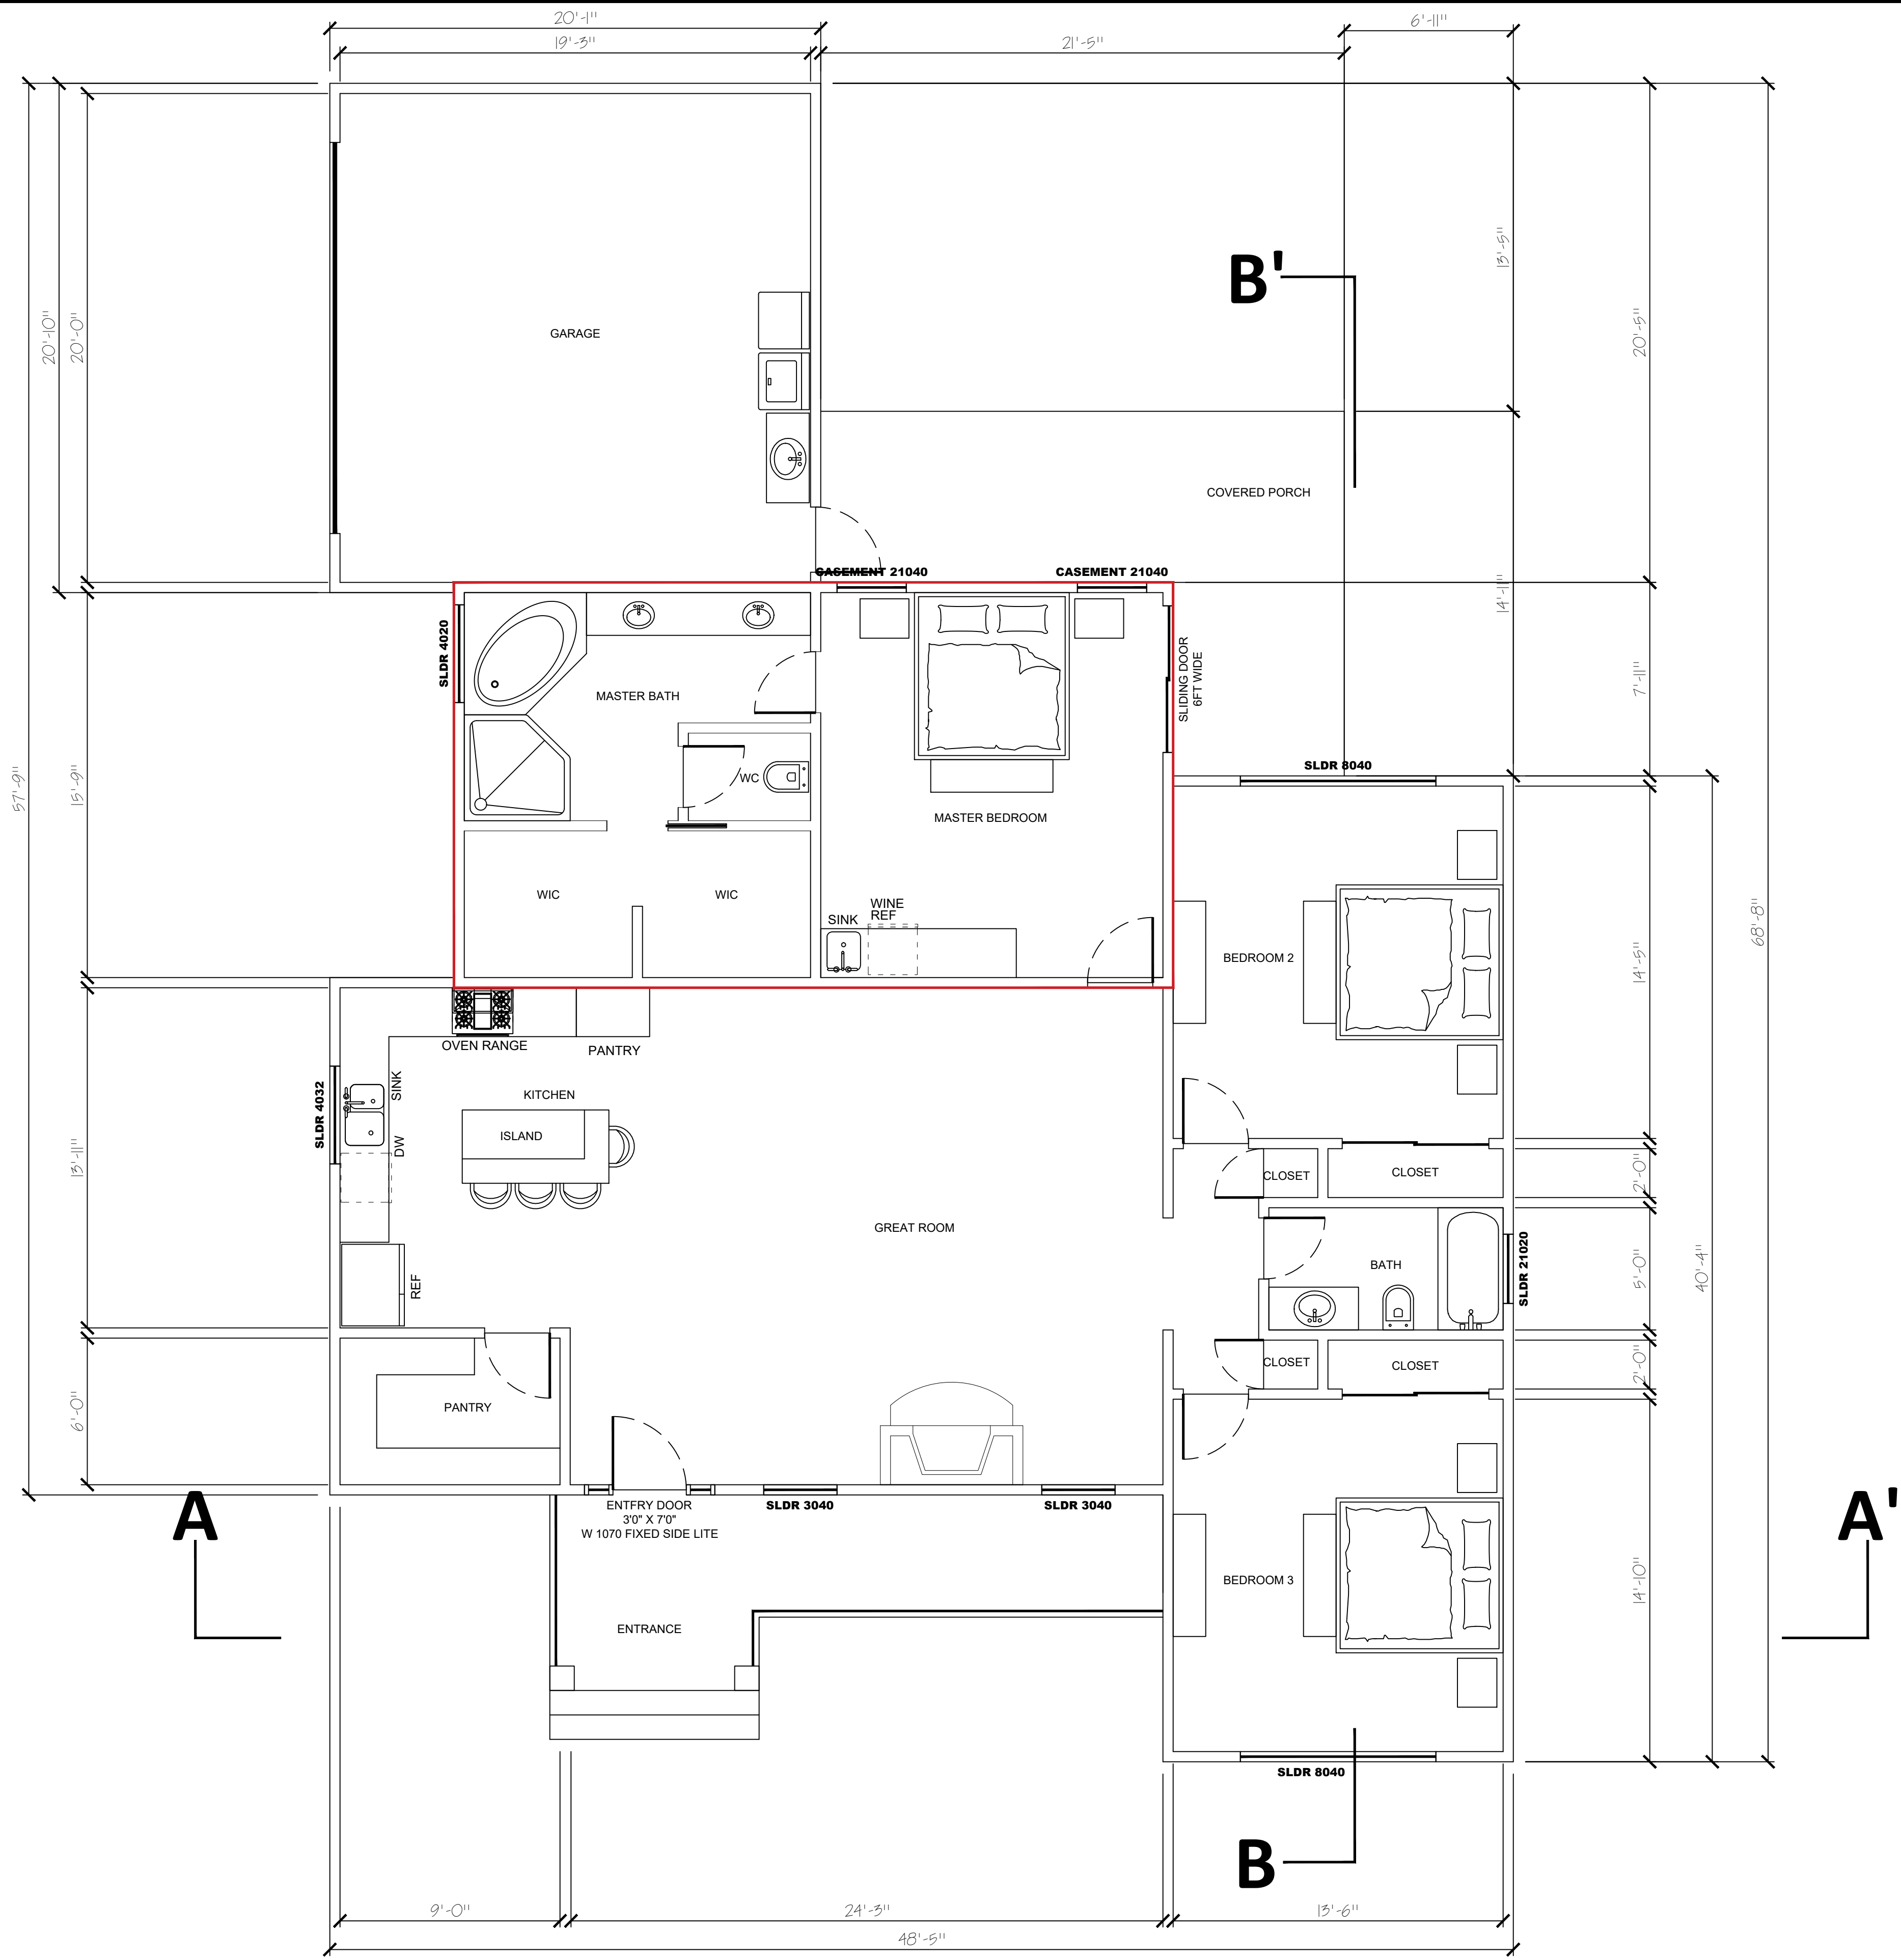 20'-1"
6'-11"
19'-3"
21'-5"
B'
13'-5"
20'-10"
20'-0"
GARAGE
20'-5"
COVERED PORCH
CASEMENT 21040
CASEMENT 21040
14'-11"
SLDR 4020
MASTER BATH
SLIDING DOOR
6FT WIDE
7'-11"
SLDR 8040
WC
57'-9"
15'-9"
MASTER BEDROOM
WIC
WIC
SINK
WINE
REF
68'-8"
BEDROOM 2
14'-5"
OVEN RANGE
PANTRY
KITCHEN
SINK
SLDR 4032
ISLAND
DW
13'-11"
CLOSET
CLOSET
2'-0"
GREAT ROOM
BATH
SLDR 21020
5'-0"
40'-4"
REF
CLOSET
CLOSET
2'-0"
PANTRY
6'-0"
A
ENTFRY DOOR
3'0" X 7'0"
W 1070 FIXED SIDE LITE
SLDR 3040
SLDR 3040
A'
BEDROOM 3
14'-10"
ENTRANCE
SLDR 8040
B
9'-0"
24'-3"
13'-6"
48'-5"